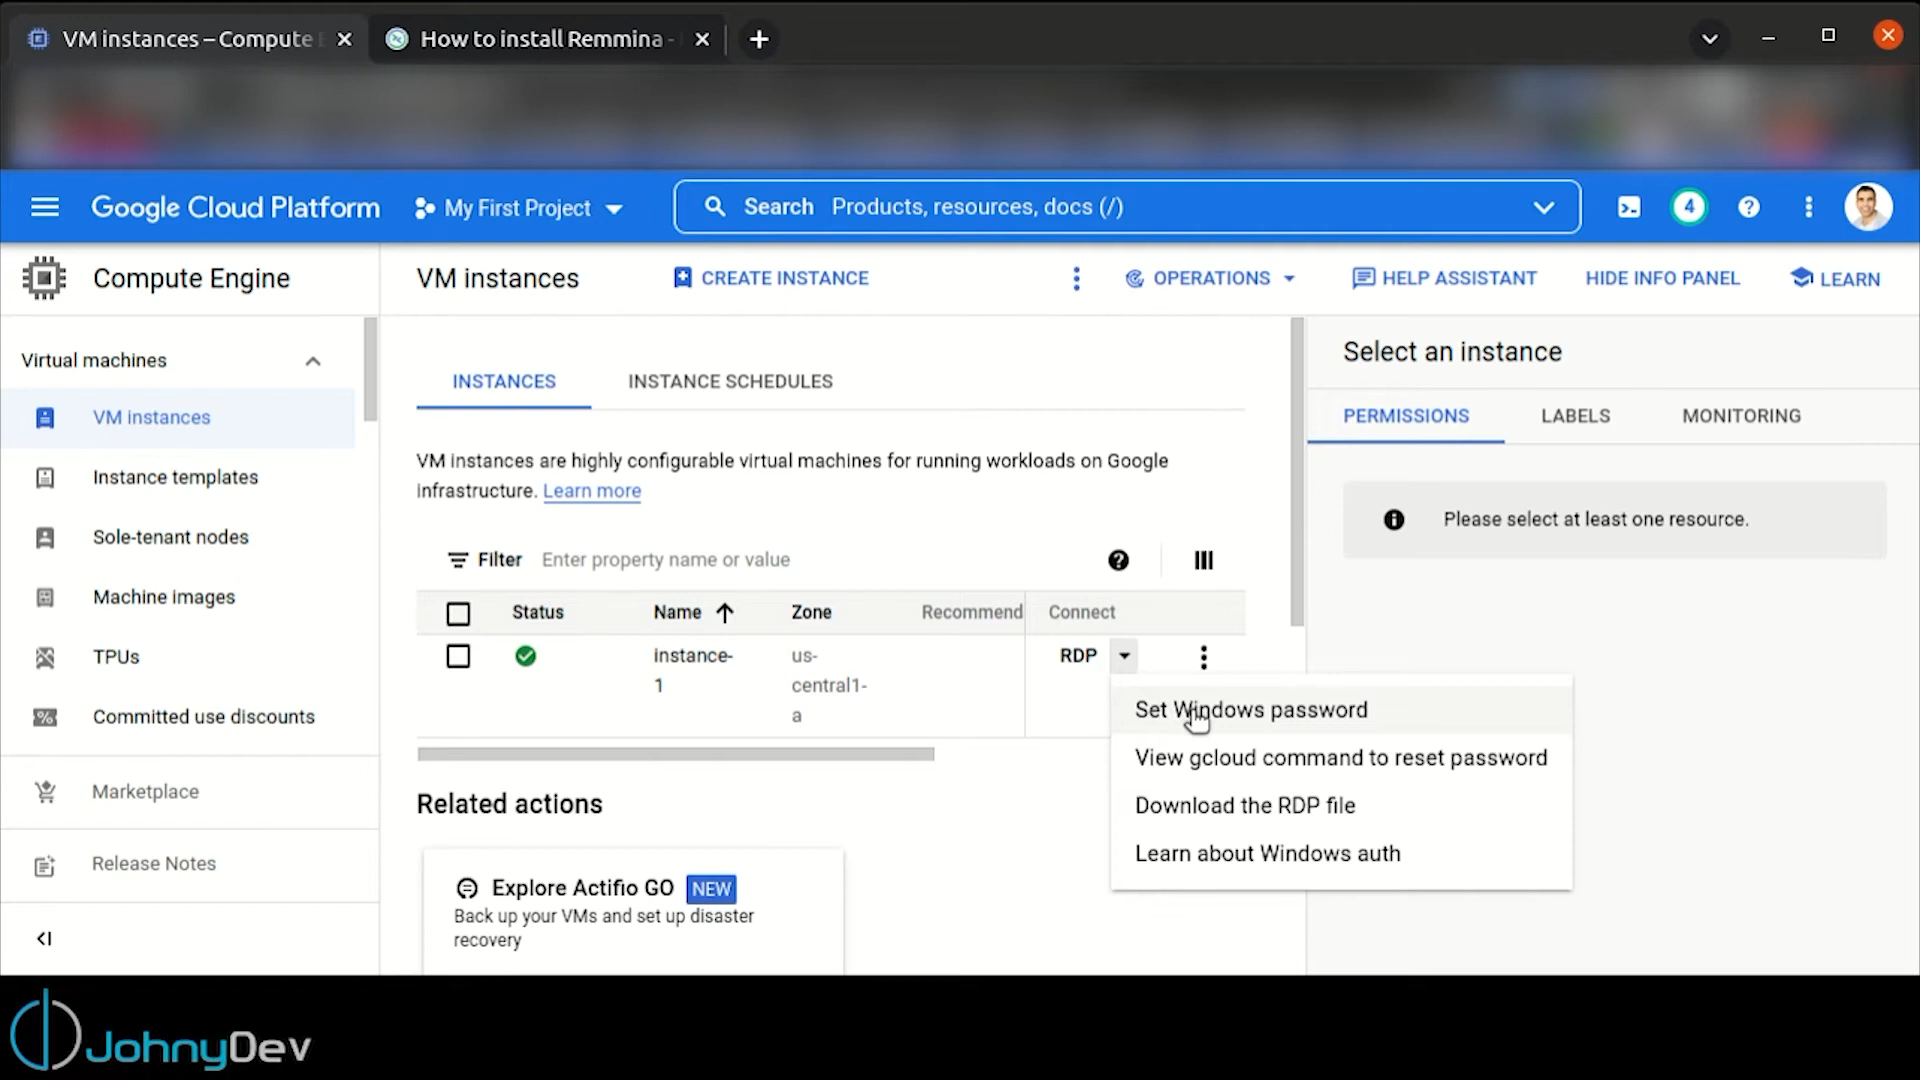 VM instances – Compute E
How to install Remmina -
Google Cloud Platform
My First Project
Search Products, resources, docs (/)
4
Compute Engine
VM instances
CREATE INSTANCE
OPERATIONS
HELP ASSISTANT
HIDE INFO PANEL
LEARN
Virtual machines
VM instances
Instance templates
Sole-tenant nodes
Machine images
TPUs
Committed use discounts
Marketplace
Release Notes
INSTANCES
INSTANCE SCHEDULES
VM instances are highly configurable virtual machines for running workloads on Google
infrastructure. Learn more
Filter Enter property name or value
Status Name Zone Recommend Connect
instance-
1
us-
central1-
a
RDP
Set Windows password
View gcloud command to reset password
Download the RDP file
Learn about Windows auth
Related actions
Explore Actifio GO NEW
Back up your VMs and set up disaster
recovery
Select an instance
PERMISSIONS
LABELS
MONITORING
Please select at least one resource.
JohnyDev